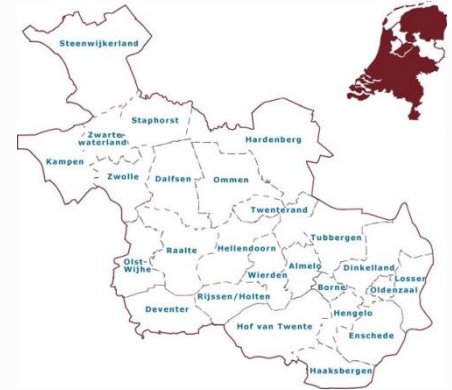 Steenwijkerland
Staphorst
Zwarte-
waterland
Hardenberg
Kampen
Zwolle
Dalfsen
Ommen
Twenterand
Tubbergen
Raalte
Hellendoorn
Olst-
Wijhe
Wierden
Almelo
Dinkelland
Losser
Borne
Oldenzaal
Rijssen/Holten
Deventer
Hengelo
Hof van Twente
Enschede
Haaksbergen